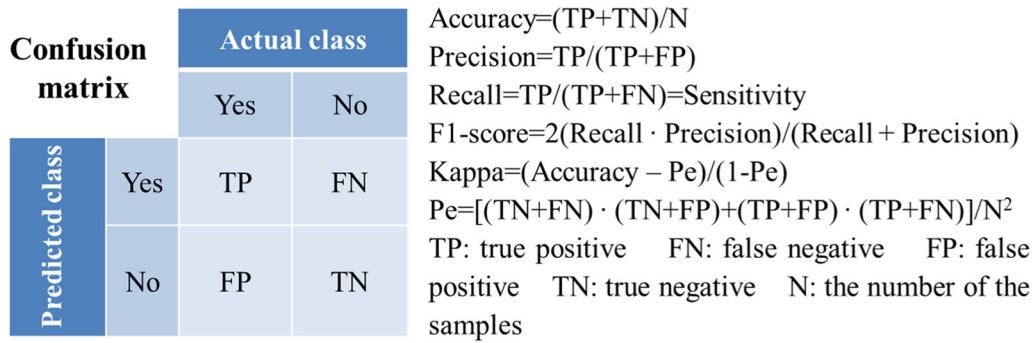 Confusion
matrix
Actual class
Yes No
Predicted class
Yes TP FN
No FP TN
Accuracy=(TP+TN)/N
Precision=TP/(TP+FP)
Recall=TP/(TP+FN)=Sensitivity
F1-score=2(Recall · Precision)/(Recall + Precision)
Kappa=(Accuracy – Pe)/(1-Pe)
Pe=[(TN+FN) · (TN+FP)+(TP+FP) · (TP+FN)]/N²
TP: true positive FN: false negative FP: false
positive TN: true negative N: the number of the
samples